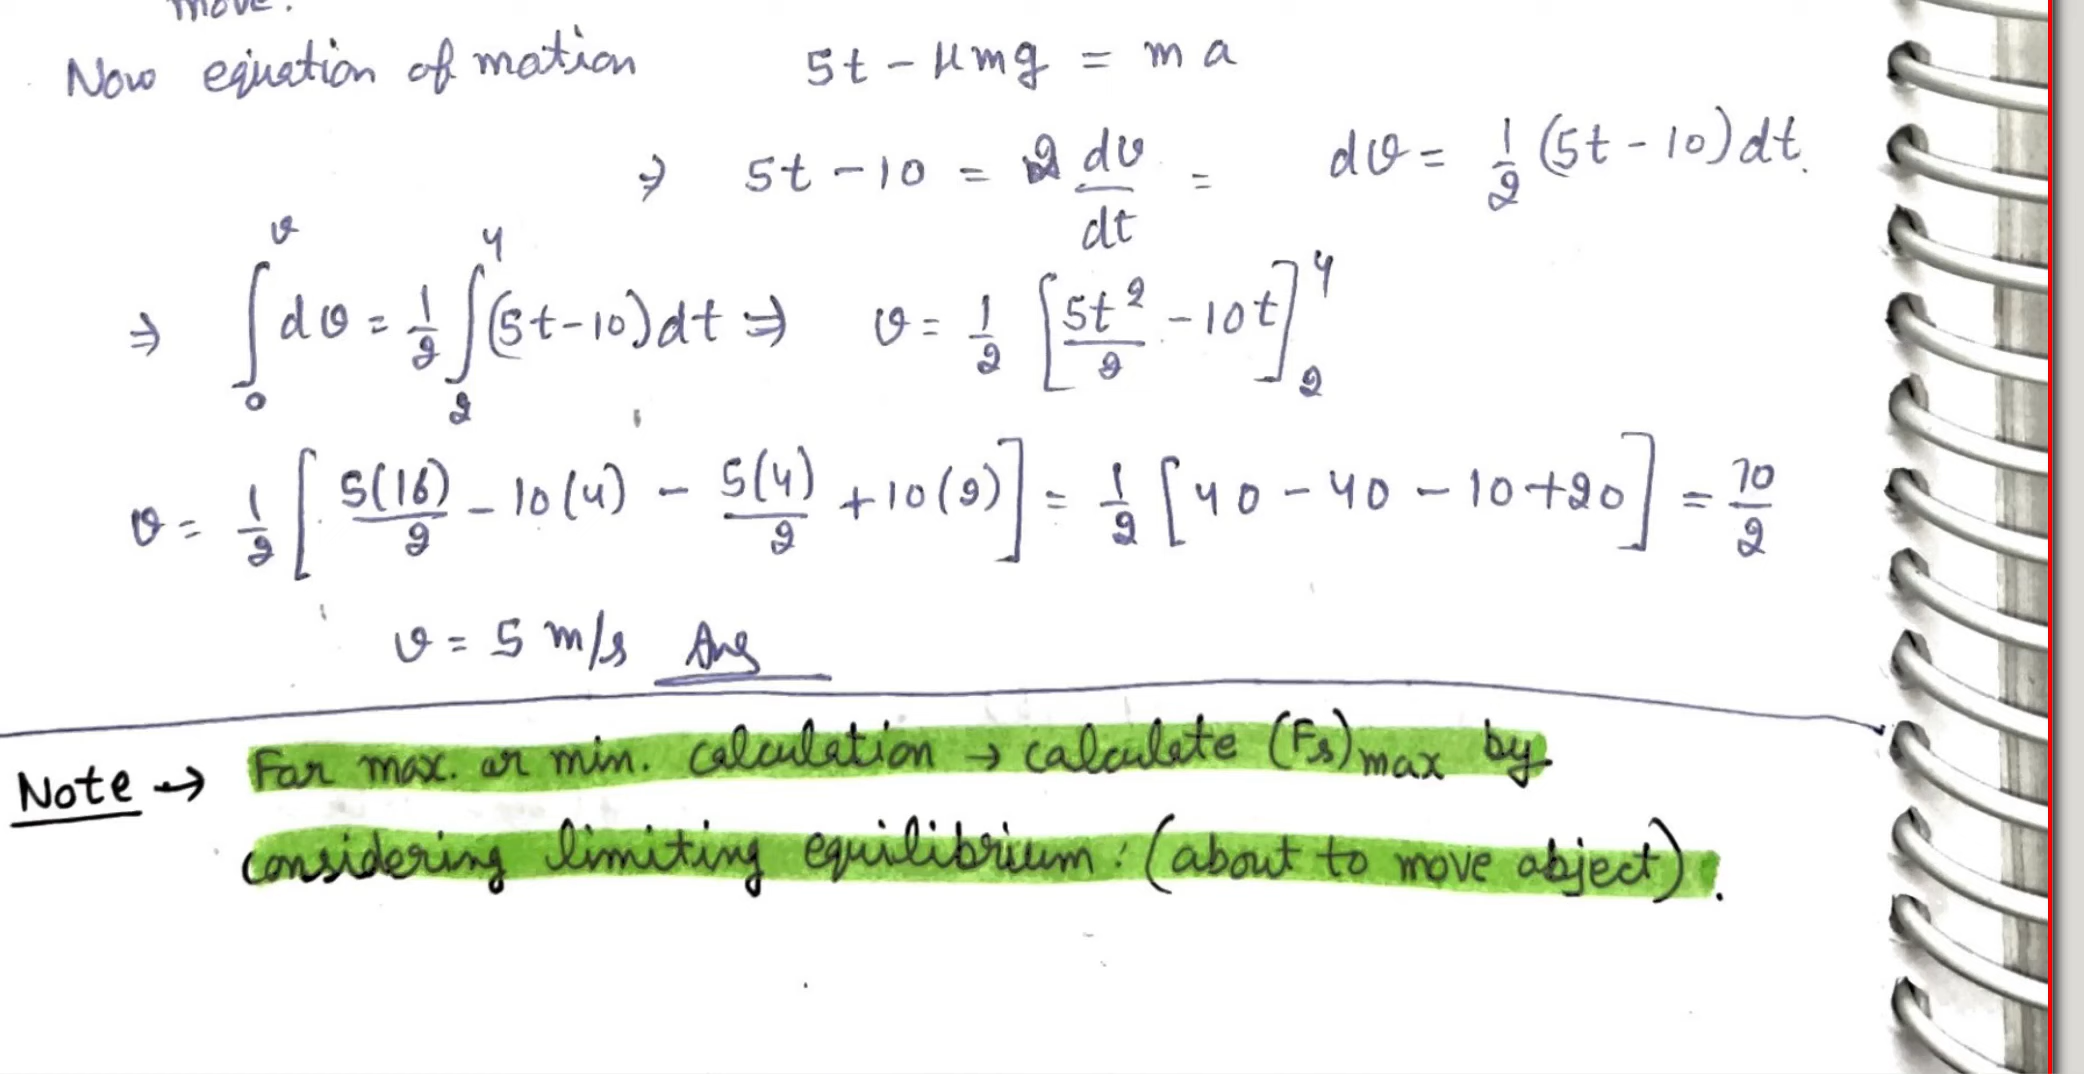 move.
Now equation of motion 5t - μmg = ma
⇒ 5t - 10 = 2 dv/dt = dv = 1/2 (5t - 10) dt.
⇒ ∫₀^v dv = 1/2 ∫₂^4 (5t - 10) dt ⇒ v = 1/2 [5t²/2 - 10t]₂^4
v = 1/2 [5(16)/2 - 10(4) - 5(4)/2 + 10(2)] = 1/2 [40 - 40 - 10 + 20] = 10/2
v = 5 m/s Ans
Note → For max. or min. calculation → calculate (Fs)max by
considering limiting equilibrium. (about to move object).